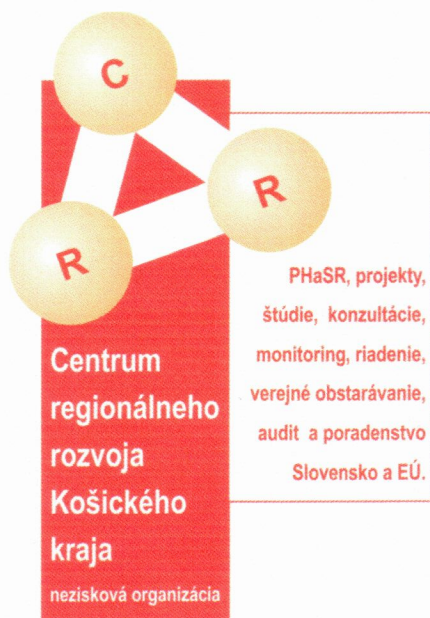 C
R
R
PHaSR, projekty,
štúdie, konzultácie,
monitoring, riadenie,
verejné obstarávanie,
audit a poradenstvo
Slovensko a EÚ.
Centrum
regionálneho
rozvoja
Košického
kraja
nezisková organizácia